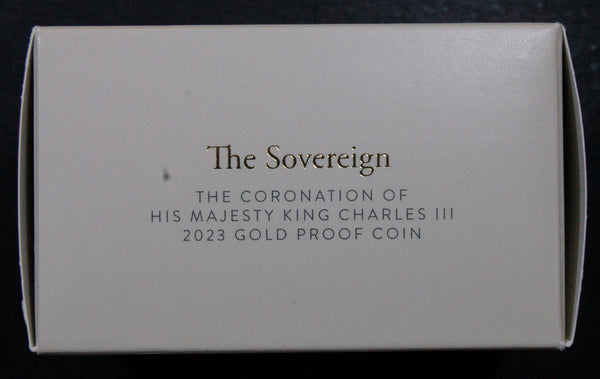 The Sovereign
THE CORONATION OF
HIS MAJESTY KING CHARLES III
2023 GOLD PROOF COIN